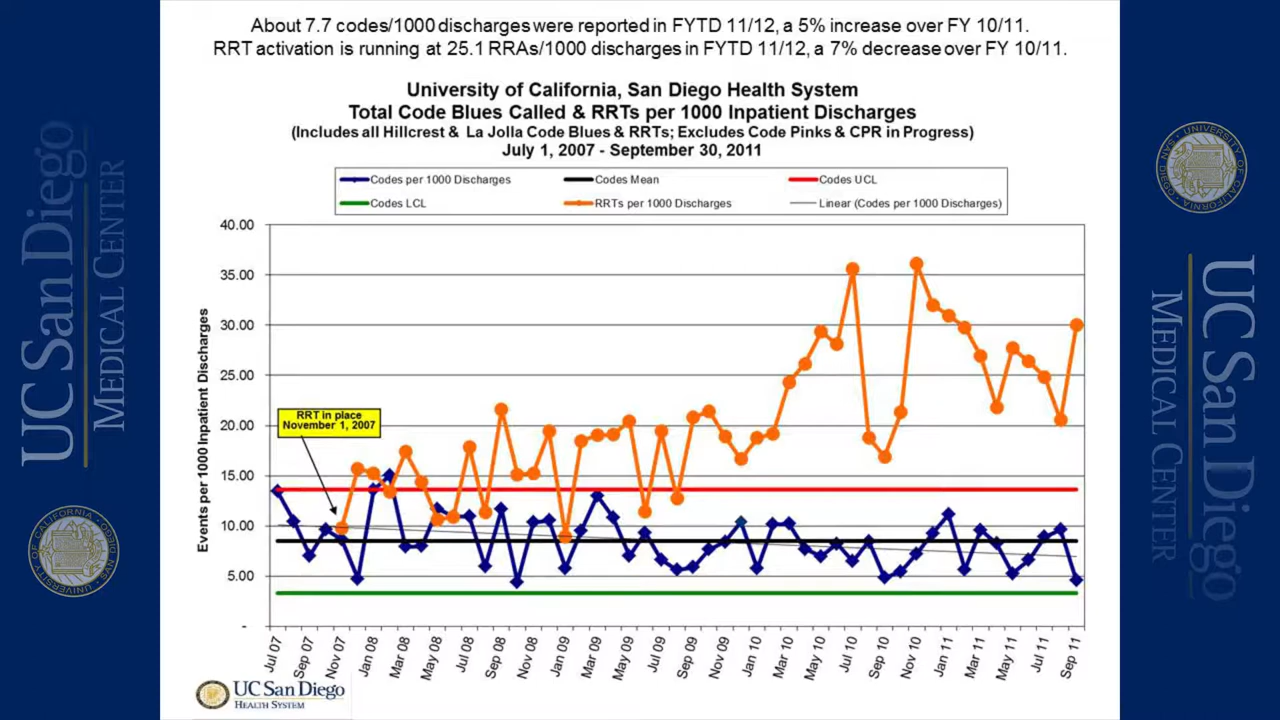 About 7.7 codes/1000 discharges were reported in FYTD 11/12, a 5% increase over FY 10/11.
RRT activation is running at 25.1 RRAs/1000 discharges in FYTD 11/12, a 7% decrease over FY 10/11.
University of California, San Diego Health System
Total Code Blues Called & RRTs per 1000 Inpatient Discharges
(Includes all Hillcrest & La Jolla Code Blues & RRTs; Excludes Code Pinks & CPR in Progress)
July 1, 2007 - September 30, 2011
Codes per 1000 Discharges
Codes Mean
Codes UCL
Codes LCL
RRTs per 1000 Discharges
Linear (Codes per 1000 Discharges)
Events per 1000 Inpatient Discharges
40.00
35.00
30.00
25.00
20.00
15.00
10.00
5.00
-
RRT in place
November 1, 2007
Jul 07
Sep 07
Nov 07
Jan 08
Mar 08
May 08
Jul 08
Sep 08
Nov 08
Jan 09
Mar 09
May 09
Jul 09
Sep 09
Nov 09
Jan 10
Mar 10
May 10
Jul 10
Sep 10
Nov 10
Jan 11
Mar 11
May 11
Jul 11
Sep 11
UC San Diego
HEALTH SYSTEM
UC San Diego
MEDICAL CENTER
UC San Diego
MEDICAL CENTER